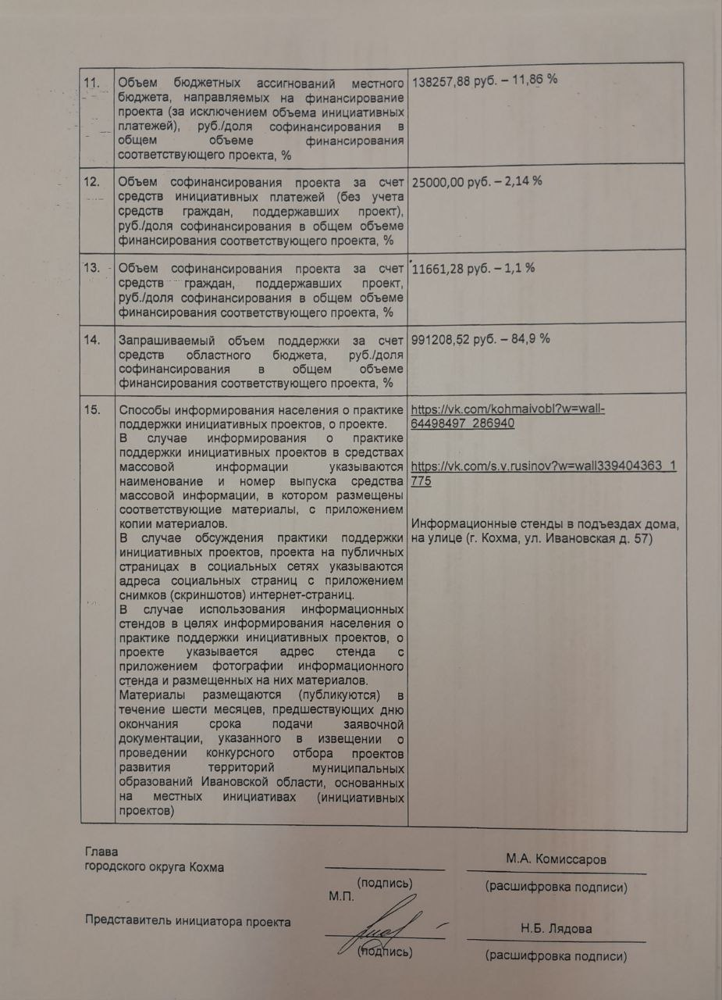 11. Объем бюджетных ассигнований местного
бюджета, направляемых на финансирование
проекта (за исключением объема инициативных
платежей), руб./доля софинансирования в
общем объеме финансирования
соответствующего проекта, %
138257,88 руб. – 11,86 %
12. Объем софинансирования проекта за счет
средств инициативных платежей (без учета
средств граждан, поддержавших проект),
руб./доля софинансирования в общем объеме
финансирования соответствующего проекта, %
25000,00 руб. – 2,14 %
13. Объем софинансирования проекта за счет
средств граждан, поддержавших проект,
руб./доля софинансирования в общем объеме
финансирования соответствующего проекта, %
11661,28 руб. – 1,1 %
14. Запрашиваемый объем поддержки за счет
средств областного бюджета, руб./доля
софинансирования в общем объеме
финансирования соответствующего проекта, %
991208,52 руб. – 84,9 %
15. Способы информирования населения о практике
поддержки инициативных проектов, о проекте.
В случае информирования о практике
поддержки инициативных проектов в средствах
массовой информации указываются
наименование и номер выпуска средства
массовой информации, в котором размещены
соответствующие материалы, с приложением
копии материалов.
В случае обсуждения практики поддержки
инициативных проектов, проекта на публичных
страницах в социальных сетях указываются
адреса социальных страниц с приложением
снимков (скриншотов) интернет-страниц.
В случае использования информационных
стендов в целях информирования населения о
практике поддержки инициативных проектов, о
проекте указывается адрес стенда с
приложением фотографии информационного
стенда и размещенных на них материалов.
Материалы размещаются (публикуются) в
течение шести месяцев, предшествующих дню
окончания срока подачи заявочной
документации, указанного в извещении о
проведении конкурсного отбора проектов
развития территорий муниципальных
образований Ивановской области, основанных
на местных инициативах (инициативных
проектов)
https://vk.com/kohmaivobl?w=wall-
64498497_286940
https://vk.com/s.v.rusinov?w=wall339404363_1
775
Информационные стенды в подъездах дома,
на улице (г. Кохма, ул. Ивановская д. 57)
Глава
городского округа Кохма
М.А. Комиссаров
(подпись)
(расшифровка подписи)
М.П.
Представитель инициатора проекта
Н.Б. Лядова
(подпись)
(расшифровка подписи)